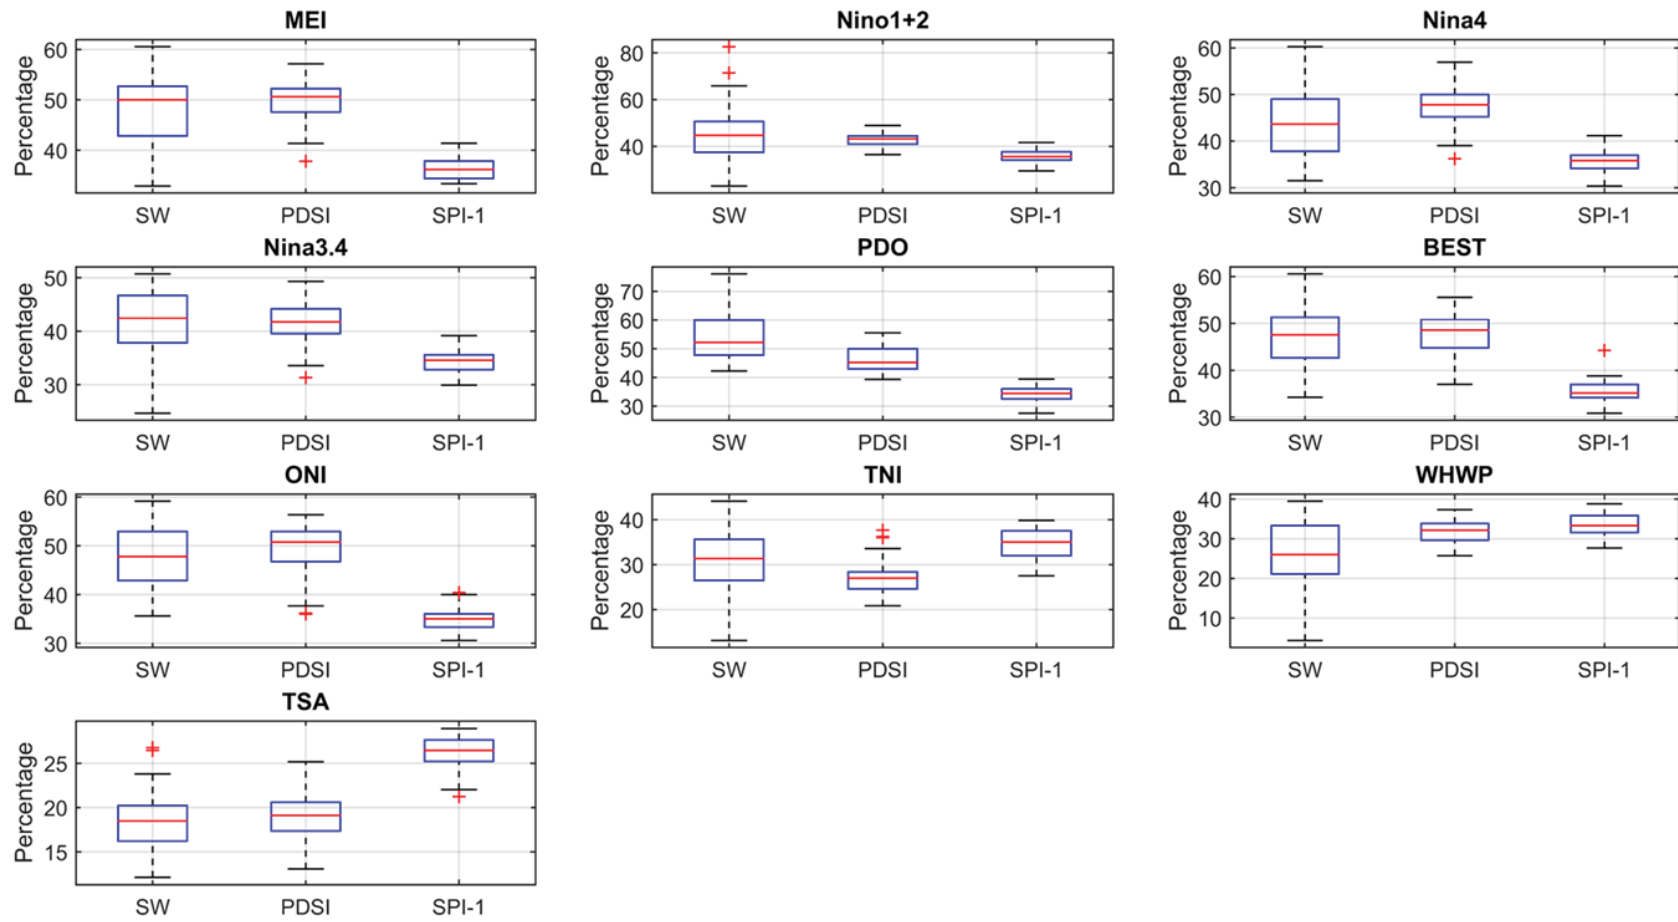 MEI
Nino1+2
Nina4
Percentage
60
50
40
SW
PDSI
SPI-1
Percentage
80
60
40
SW
PDSI
SPI-1
Percentage
60
50
40
30
SW
PDSI
SPI-1
Nina3.4
PDO
BEST
Percentage
50
40
30
SW
PDSI
SPI-1
Percentage
70
60
50
40
30
SW
PDSI
SPI-1
Percentage
60
50
40
30
SW
PDSI
SPI-1
ONI
TNI
WHWP
Percentage
60
50
40
30
SW
PDSI
SPI-1
Percentage
40
30
20
SW
PDSI
SPI-1
Percentage
40
30
20
10
SW
PDSI
SPI-1
TSA
Percentage
25
20
15
SW
PDSI
SPI-1